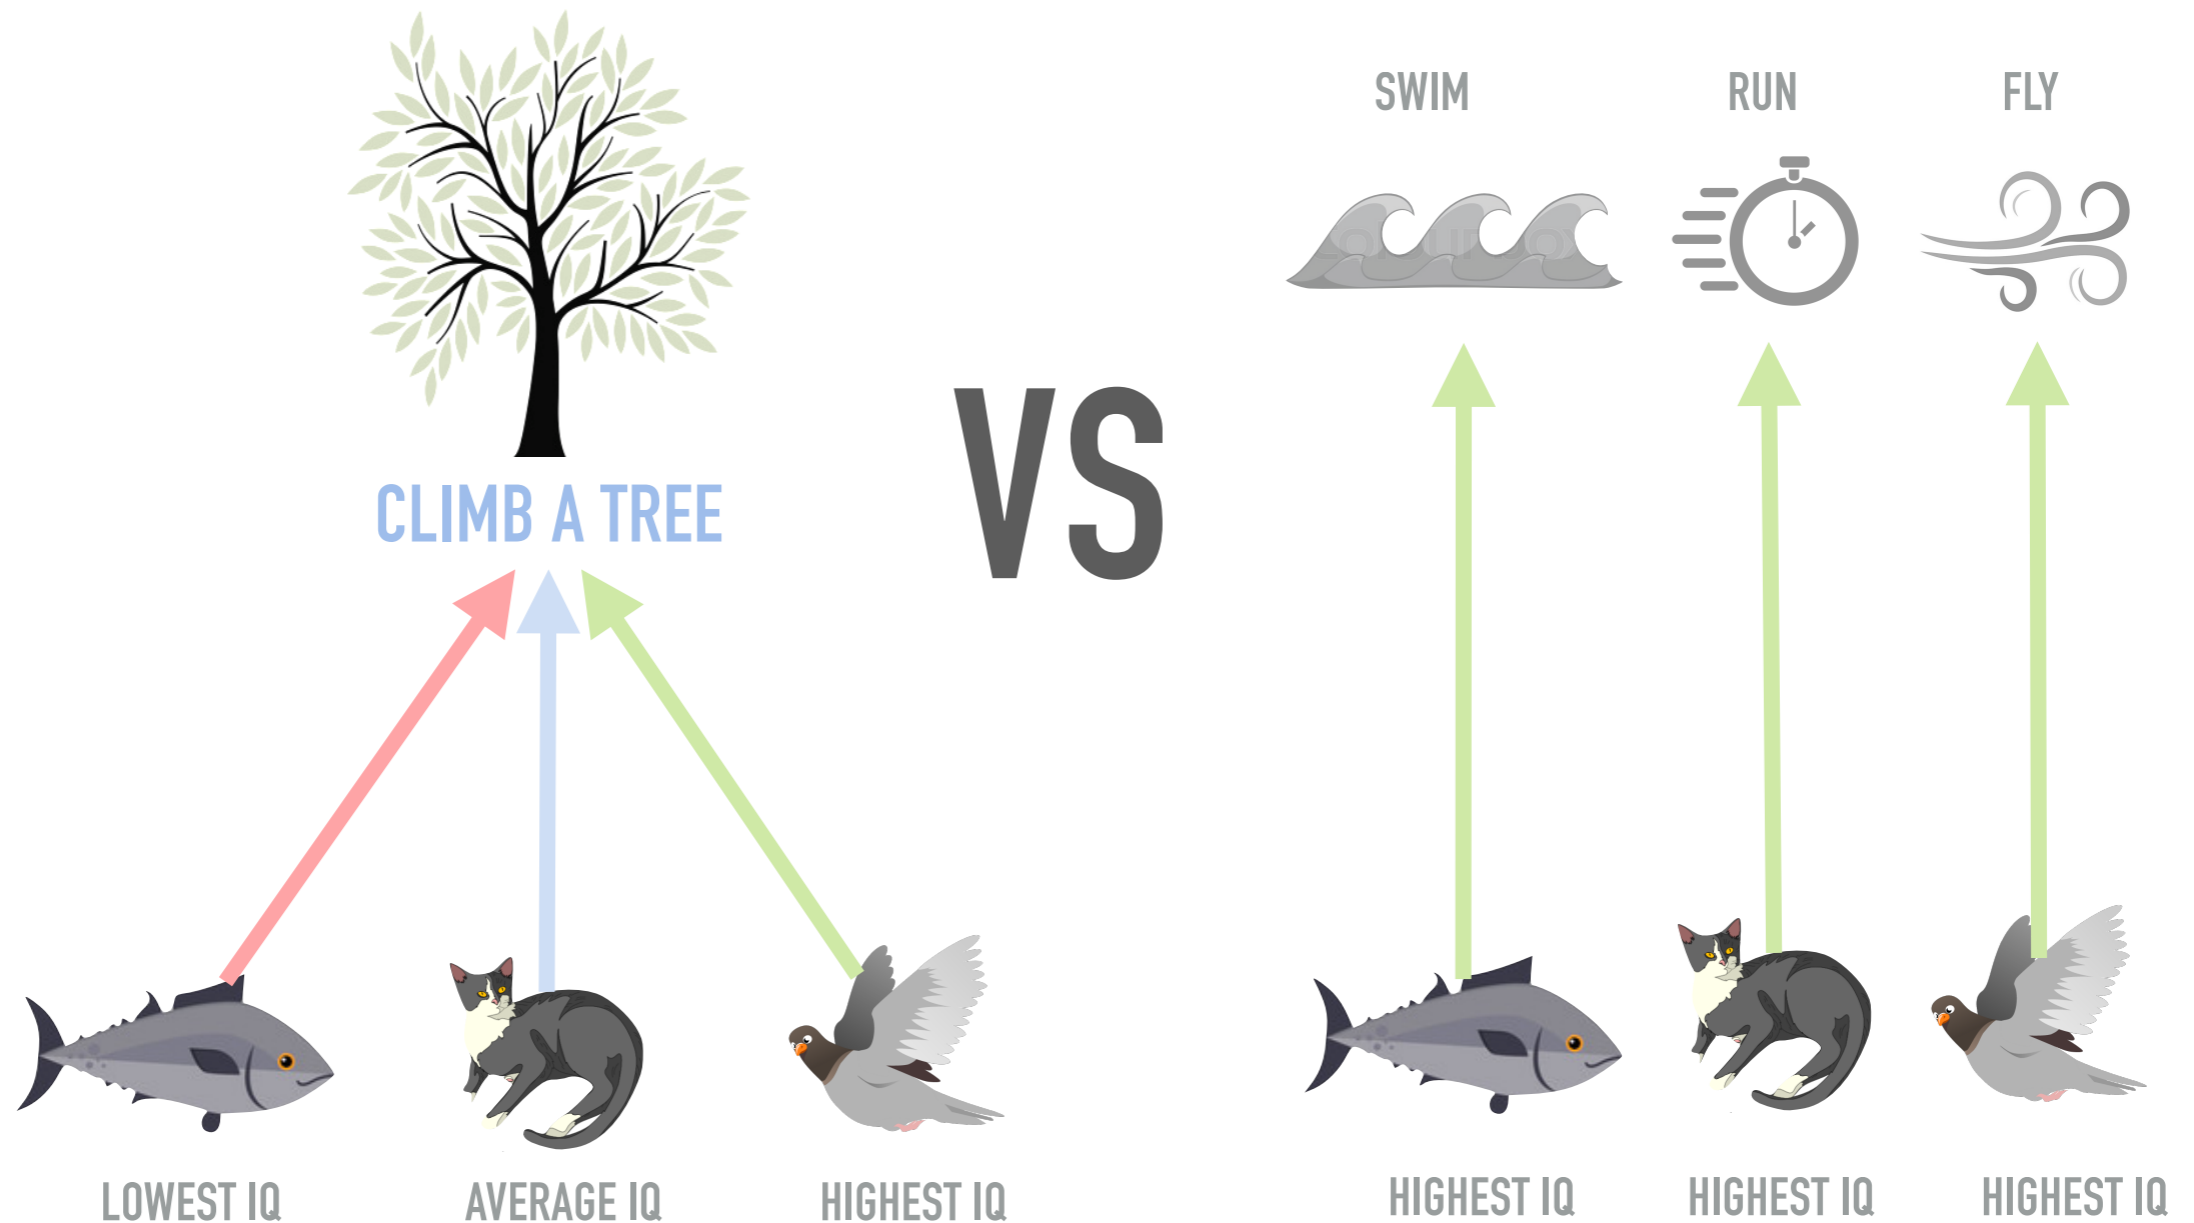 SWIM
RUN
FLY
CLIMB A TREE
VS
LOWEST IQ
AVERAGE IQ
HIGHEST IQ
HIGHEST IQ
HIGHEST IQ
HIGHEST IQ